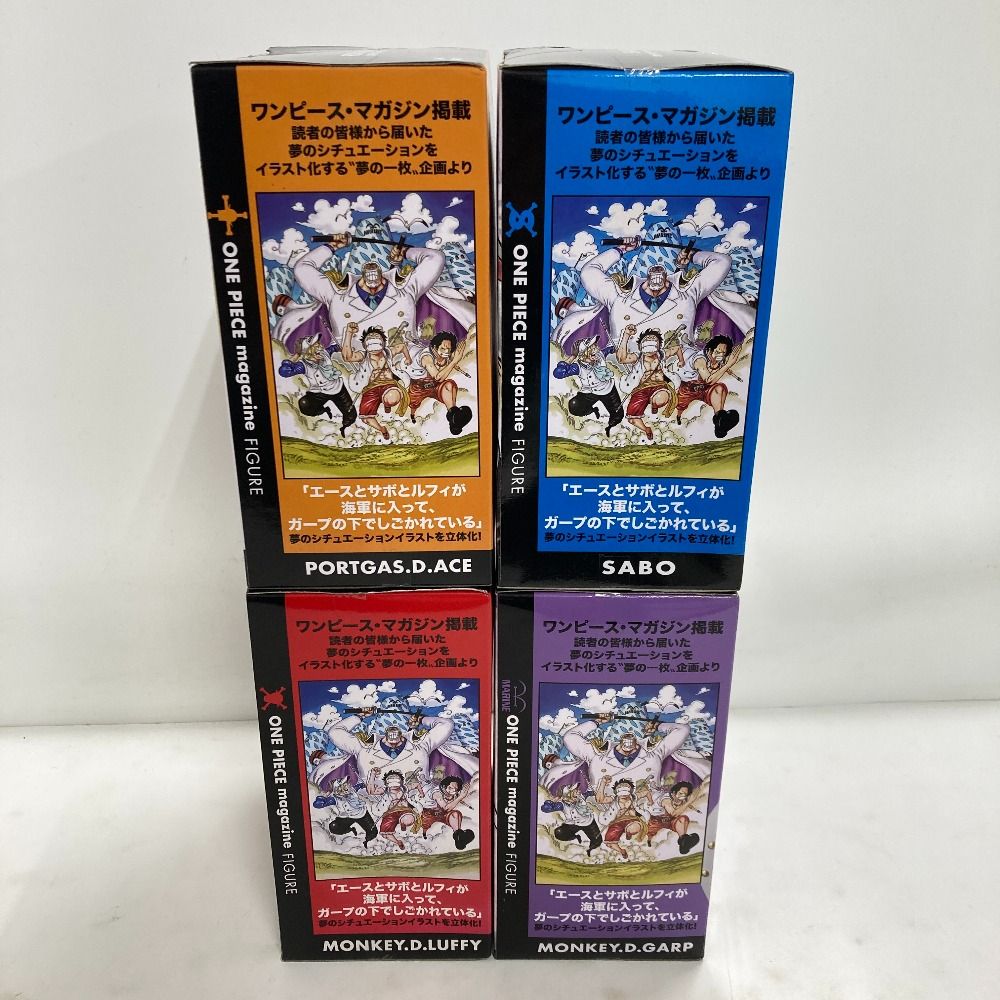 ワンピース・マガジン掲載
読者の皆様から届いた
夢のシチュエーションを
イラスト化する〝夢の一枚〟企画より
ONE PIECE magazine FIGURE
「エースとサボとルフィが
海軍に入って、
ガープの下でしごかれている」
夢のシチュエーションイラストを立体化!
PORTGAS.D.ACE
ワンピース・マガジン掲載
読者の皆様から届いた
夢のシチュエーションを
イラスト化する〝夢の一枚〟企画より
ONE PIECE magazine FIGURE
「エースとサボとルフィが
海軍に入って、
ガープの下でしごかれている」
夢のシチュエーションイラストを立体化!
SABO
ワンピース・マガジン掲載
読者の皆様から届いた
夢のシチュエーションを
イラスト化する〝夢の一枚〟企画より
ONE PIECE magazine FIGURE
「エースとサボとルフィが
海軍に入って、
ガープの下でしごかれている」
夢のシチュエーションイラストを立体化!
MONKEY.D.LUFFY
ワンピース・マガジン掲載
読者の皆様から届いた
夢のシチュエーションを
イラスト化する〝夢の一枚〟企画より
MARINE
ONE PIECE magazine FIGURE
「エースとサボとルフィが
海軍に入って、
ガープの下でしごかれている」
夢のシチュエーションイラストを立体化!
MONKEY.D.GARP